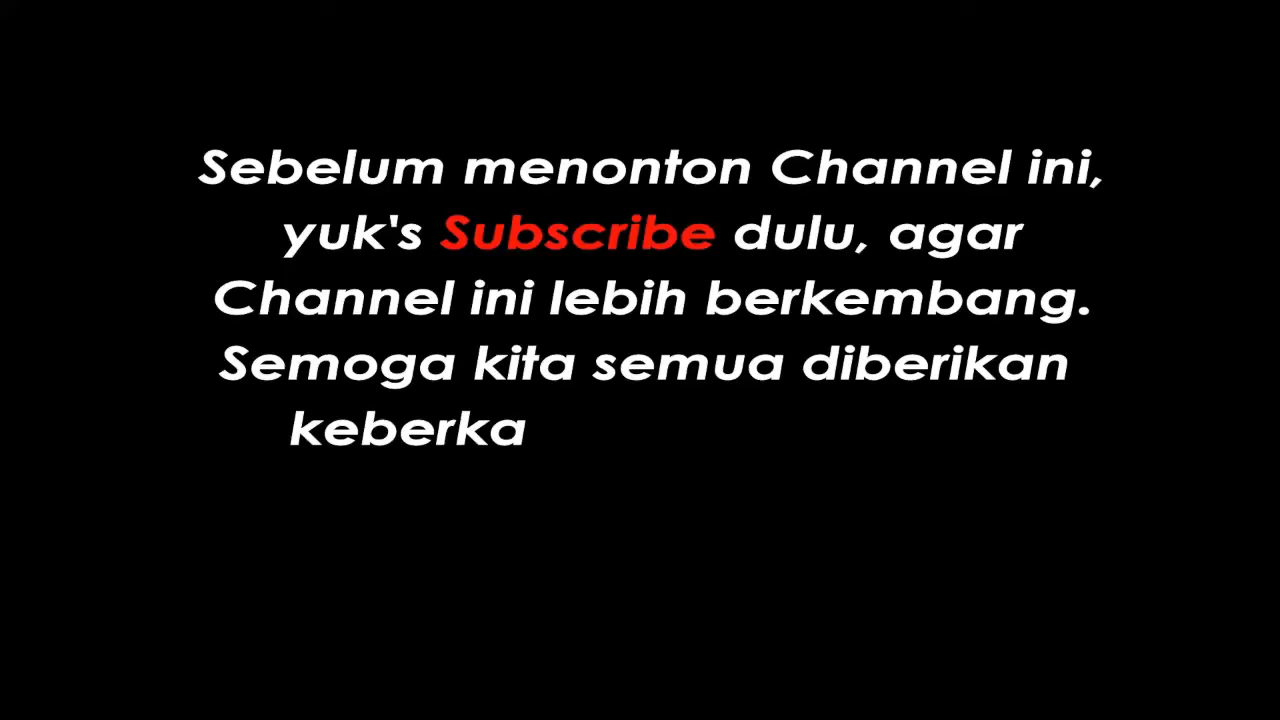 Sebelum menonton Channel ini,
yuk's Subscribe dulu, agar
Channel ini lebih berkembang.
Semoga kita semua diberikan
keberka